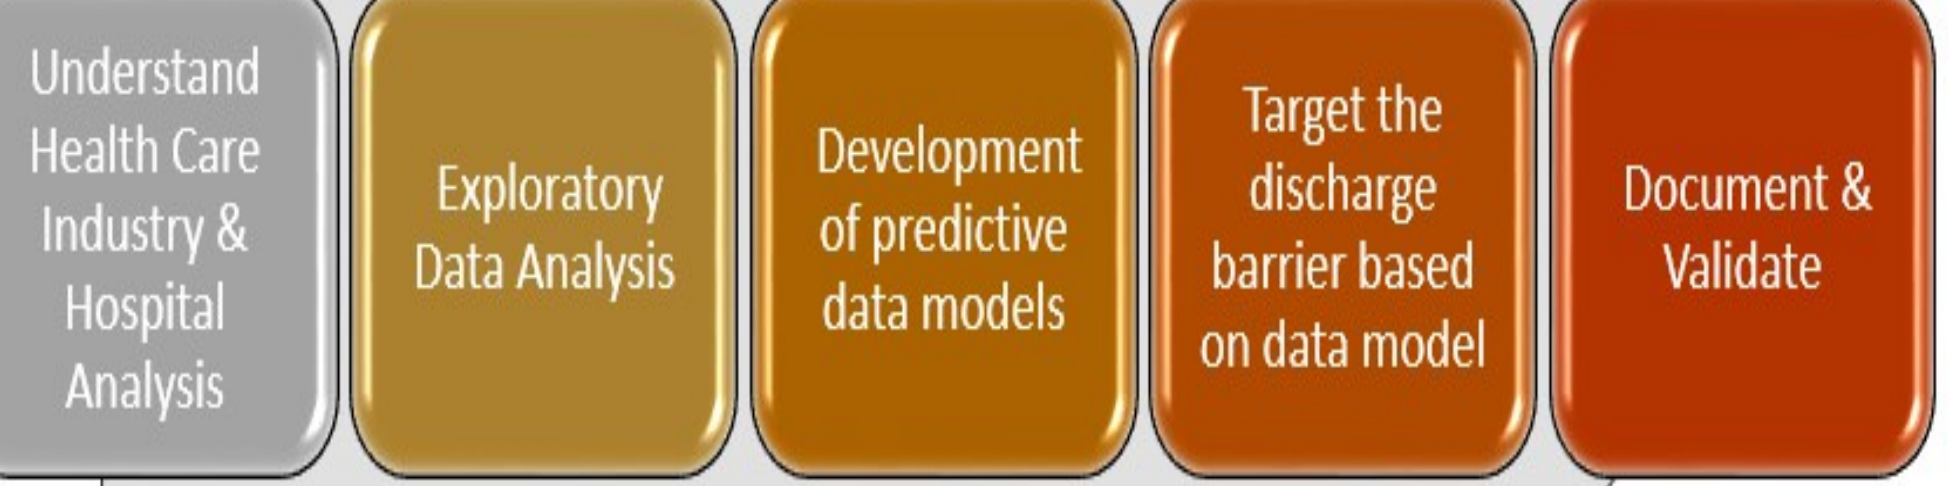 Understand
Health Care
Industry &
Hospital
Analysis
Exploratory
Data Analysis
Development
of predictive
data models
Target the
discharge
barrier based
on data model
Document &
Validate